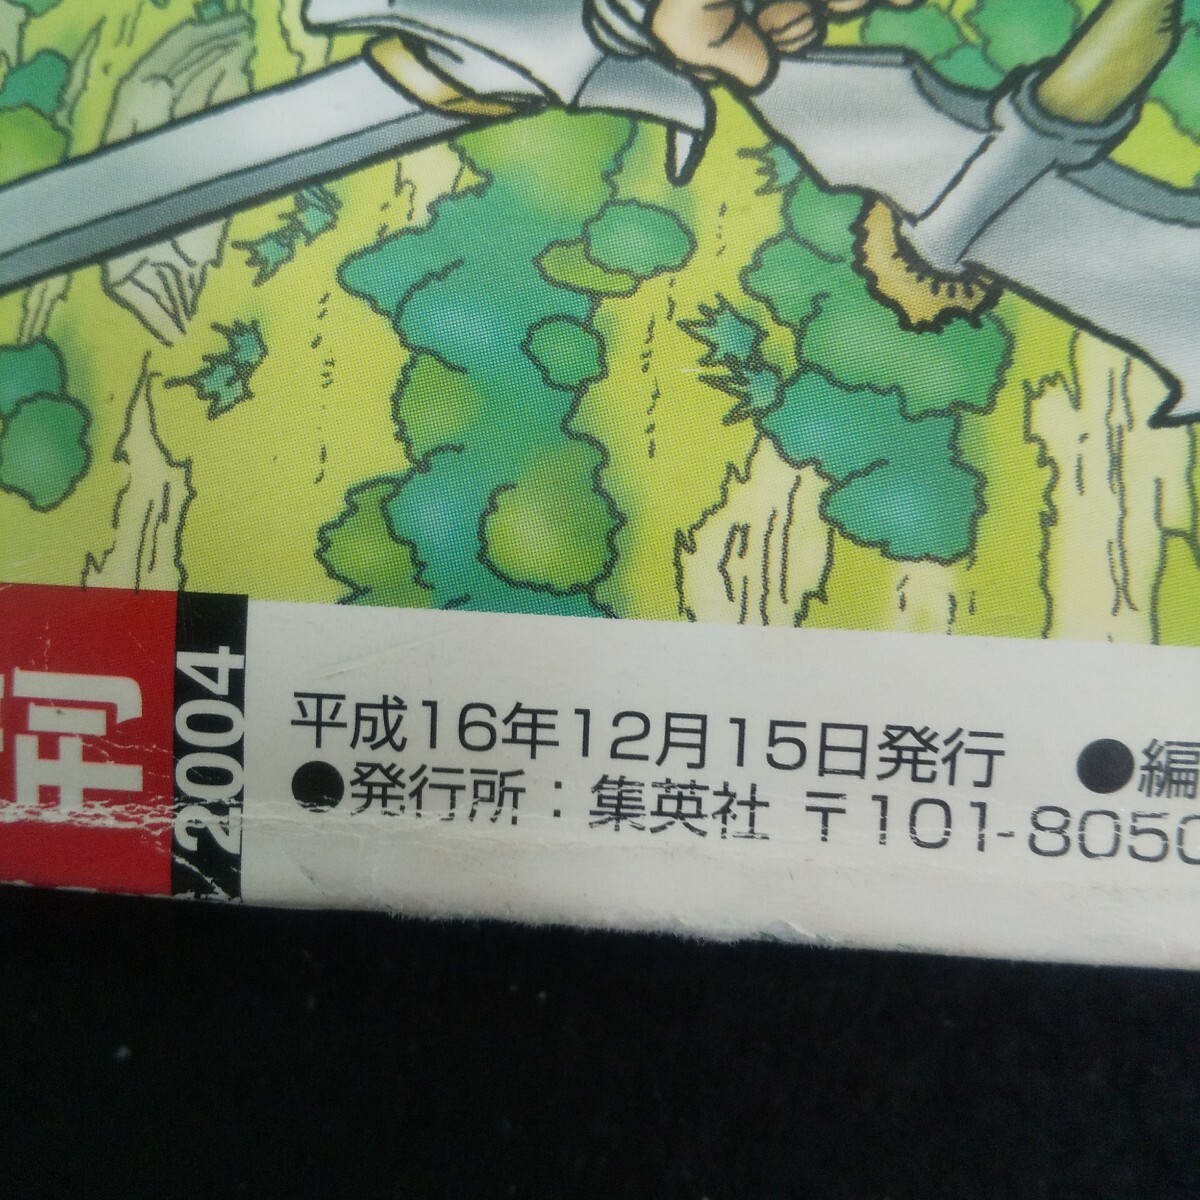 刊
2004
平成16年12月15日発行 ●編
●発行所：集英社 〒101-8050